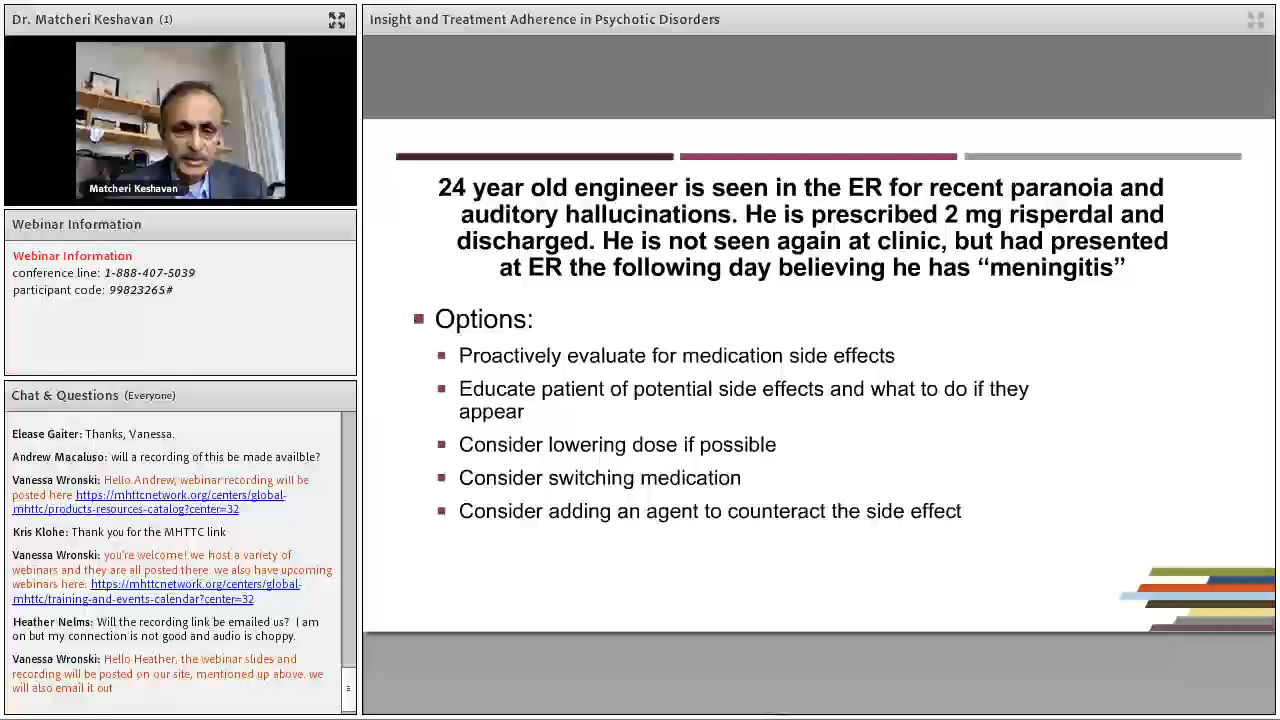 Dr. Matcheri Keshavan (1)
Matcheri Keshavan
Webinar Information
Webinar Information
conference line: 1-888-407-5039
participant code: 99823265#
Chat & Questions (Everyone)
Elease Gaiter: Thanks, Vanessa.
Andrew Macaluso: will a recording of this be made availble?
Vanessa Wronski: Hello Andrew, webinar recording will be
posted here https://mhttcnetwork.org/centers/global-
mhttc/products-resources-catalog?center=32
Kris Klohe: Thank you for the MHTTC link
Vanessa Wronski: you're welcome! we host a variety of
webinars and they are all posted there. we also have upcoming
webinars here: https://mhttcnetwork.org/centers/global-
mhttc/training-and-events-calendar?center=32
Heather Nelms: Will the recording link be emailed us? I am
on but my connection is not good and audio is choppy.
Vanessa Wronski: Hello Heather, the webinar slides and
recording will be posted on our site, mentioned up above. we
will also email it out
Insight and Treatment Adherence in Psychotic Disorders
24 year old engineer is seen in the ER for recent paranoia and
auditory hallucinations. He is prescribed 2 mg risperdal and
discharged. He is not seen again at clinic, but had presented
at ER the following day believing he has “meningitis”
Options:
Proactively evaluate for medication side effects
Educate patient of potential side effects and what to do if they
appear
Consider lowering dose if possible
Consider switching medication
Consider adding an agent to counteract the side effect